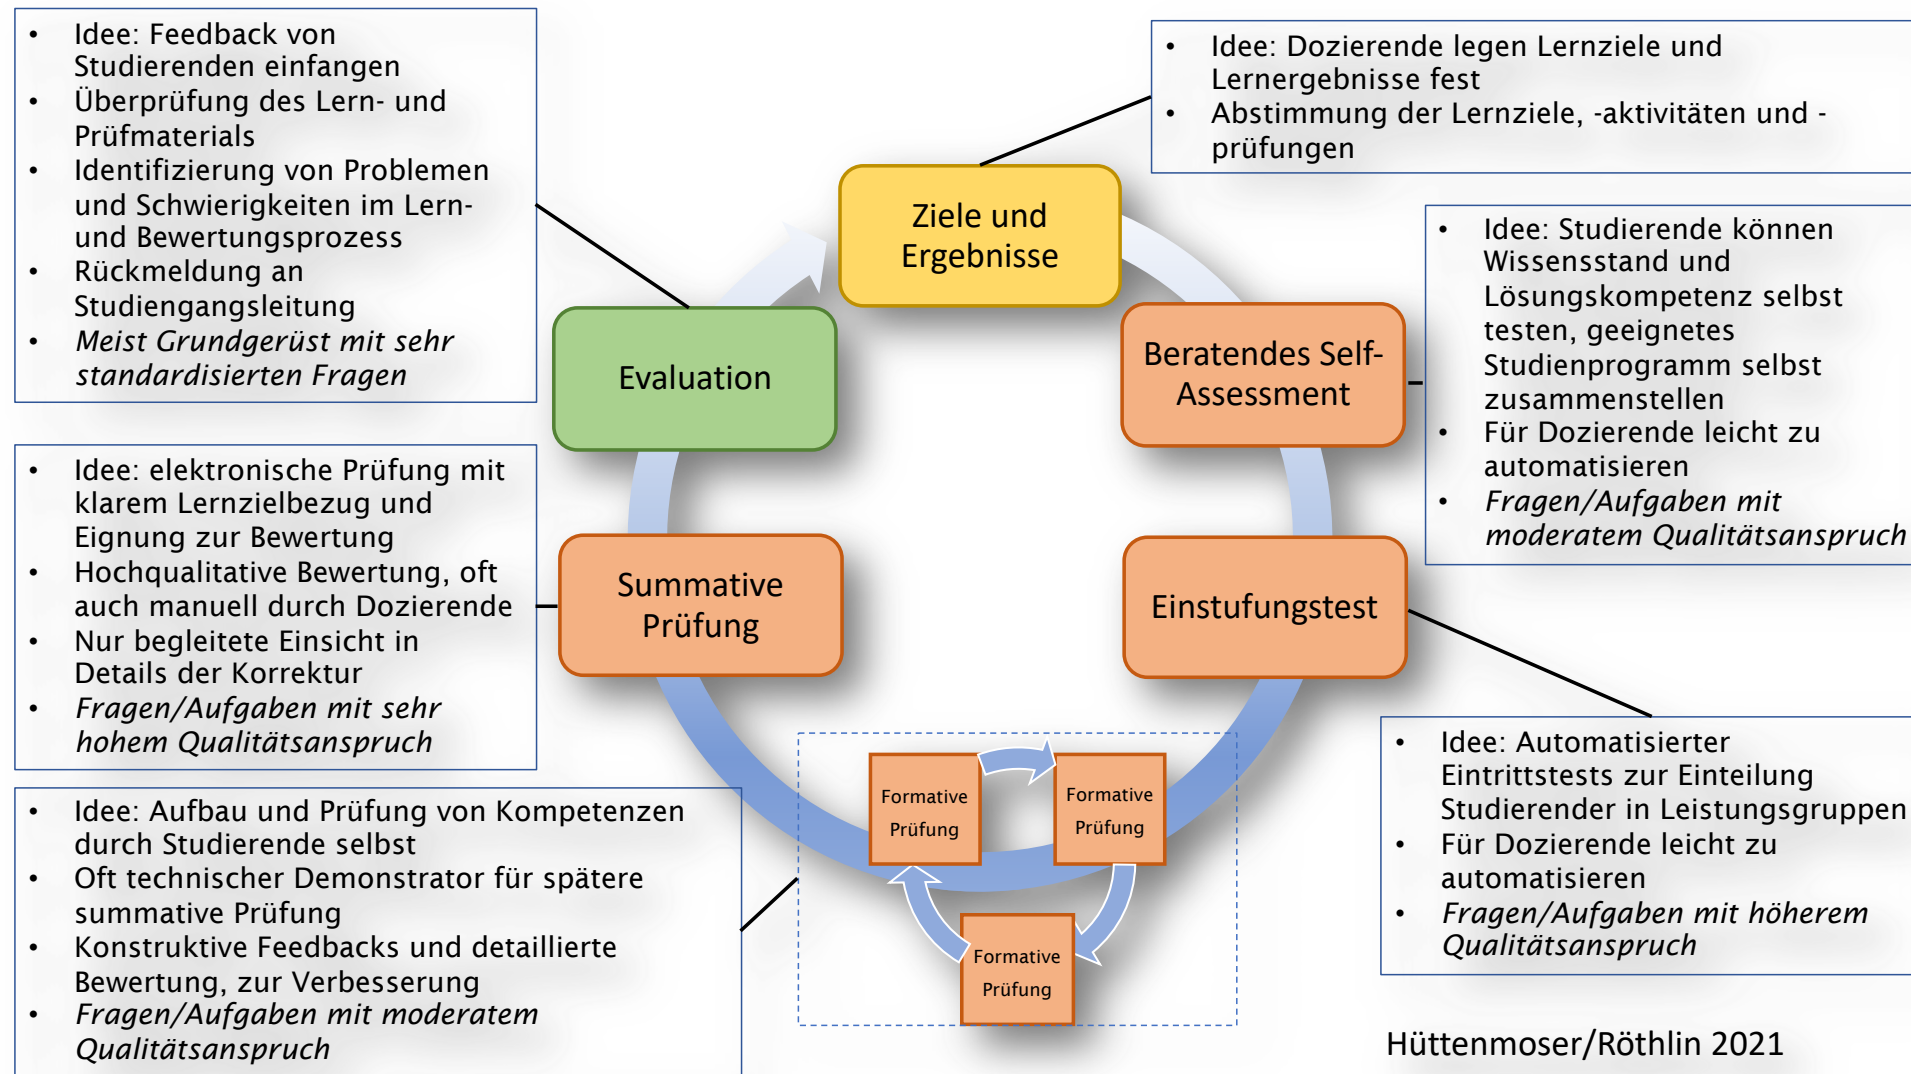 • Idee: Feedback von
Studierenden einfangen
• Überprüfung des Lern- und
Prüfmaterials
• Identifizierung von Problemen
und Schwierigkeiten im Lern-
und Bewertungsprozess
• Rückmeldung an
Studiengangsleitung
• Meist Grundgerüst mit sehr
standardisierten Fragen
• Idee: Dozierende legen Lernziele und
Lernergebnisse fest
• Abstimmung der Lernziele, -aktivitäten und -
prüfungen
Ziele und
Ergebnisse
• Idee: Studierende können
Wissensstand und
Lösungskompetenz selbst
testen, geeignetes
Studienprogramm selbst
zusammenstellen
• Für Dozierende leicht zu
automatisieren
• Fragen/Aufgaben mit
moderatem Qualitätsanspruch
Evaluation
Beratendes Self-
Assessment
• Idee: elektronische Prüfung mit
klarem Lernzielbezug und
Eignung zur Bewertung
• Hochqualitative Bewertung, oft
auch manuell durch Dozierende
• Nur begleitete Einsicht in
Details der Korrektur
• Fragen/Aufgaben mit sehr
hohem Qualitätsanspruch
Summative
Prüfung
Einstufungstest
• Idee: Automatisierter
Eintrittstests zur Einteilung
Studierender in Leistungsgruppen
• Für Dozierende leicht zu
automatisieren
• Fragen/Aufgaben mit höherem
Qualitätsanspruch
• Idee: Aufbau und Prüfung von Kompetenzen
durch Studierende selbst
• Oft technischer Demonstrator für spätere
summative Prüfung
• Konstruktive Feedbacks und detaillierte
Bewertung, zur Verbesserung
• Fragen/Aufgaben mit moderatem
Qualitätsanspruch
Formative
Prüfung
Formative
Prüfung
Formative
Prüfung
Hüttenmoser/Röthlin 2021